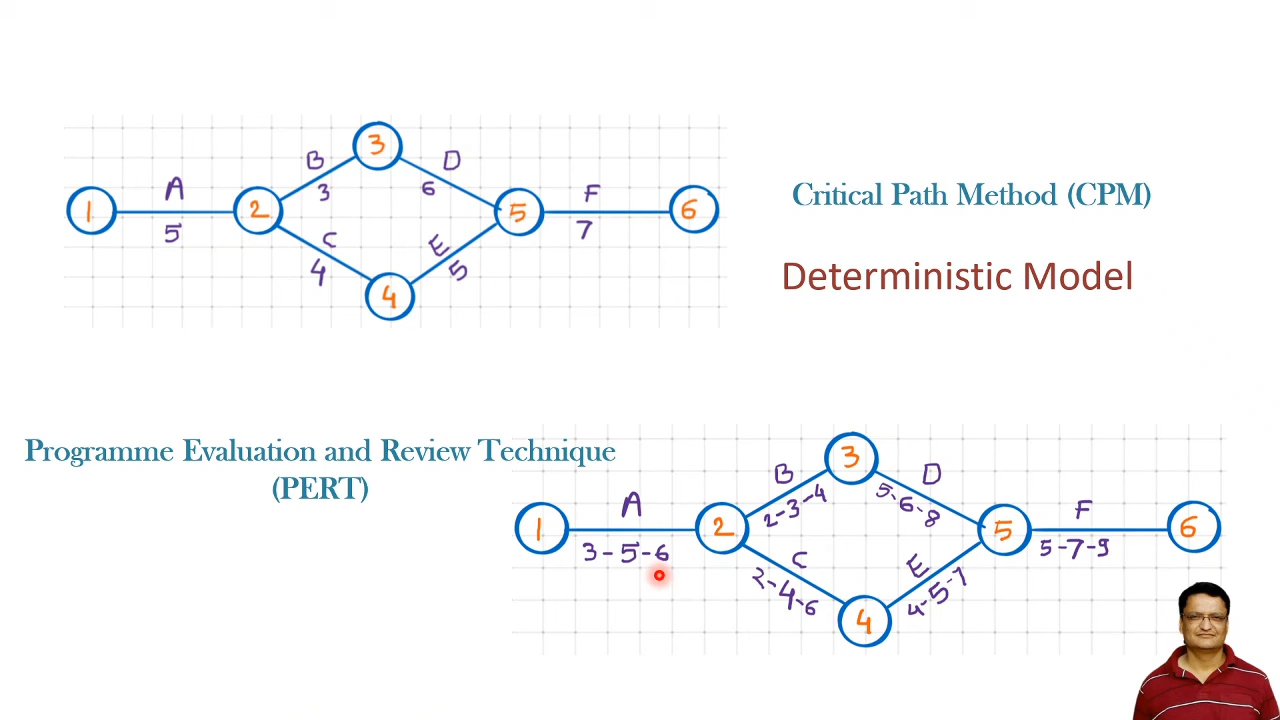 B
3
D
A
6
F
1
2
5
6
5
C
E
7
4
5
4
Critical Path Method (CPM)
Deterministic Model
Programme Evaluation and Review Technique
(PERT)
3
B
D
2-3-4
5-6-8
A
F
1
2
5
6
3-5-6
5-7-9
C
E
2-4-6
4-5-7
4